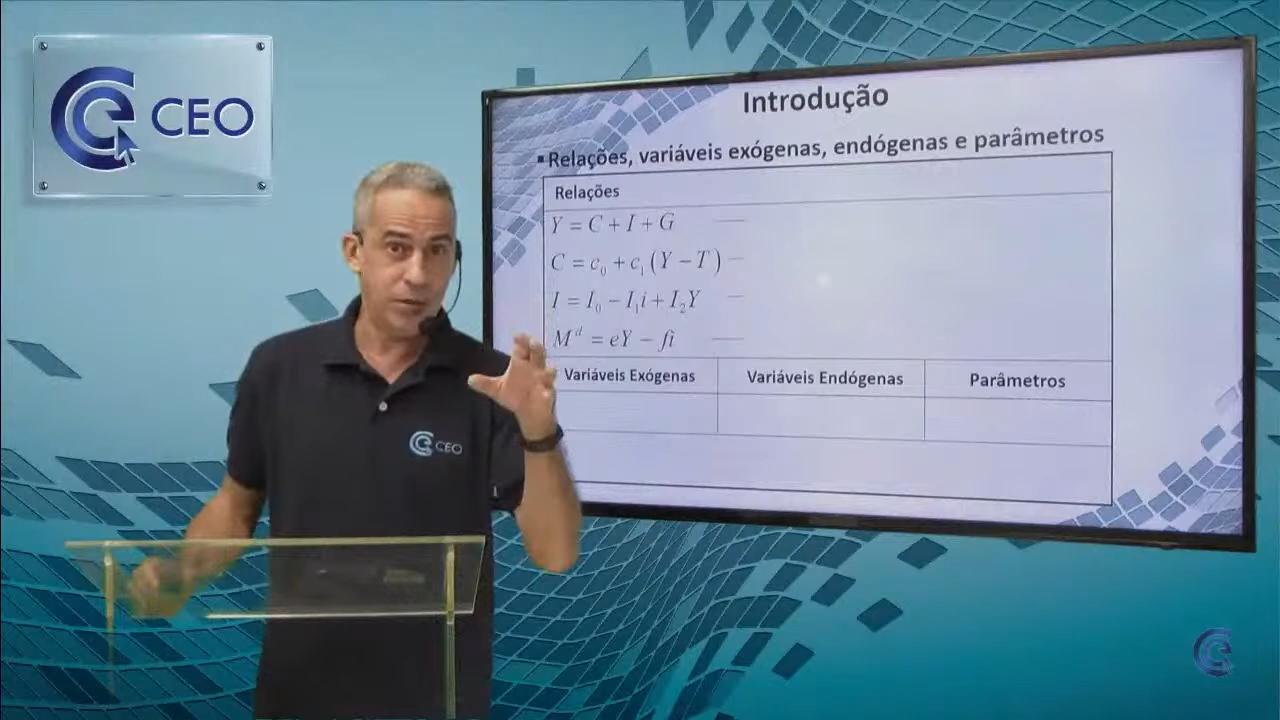 CEO
Introdução
▪Relações, variáveis exógenas, endógenas e parâmetros
Relações
Y = C + I + G
C = c₀ + c₁ (Y − T)
I = I₀ − I₁i + I₂Y
Mᵈ = eY − fi
Variáveis Exógenas
Variáveis Endógenas
Parâmetros
CEO